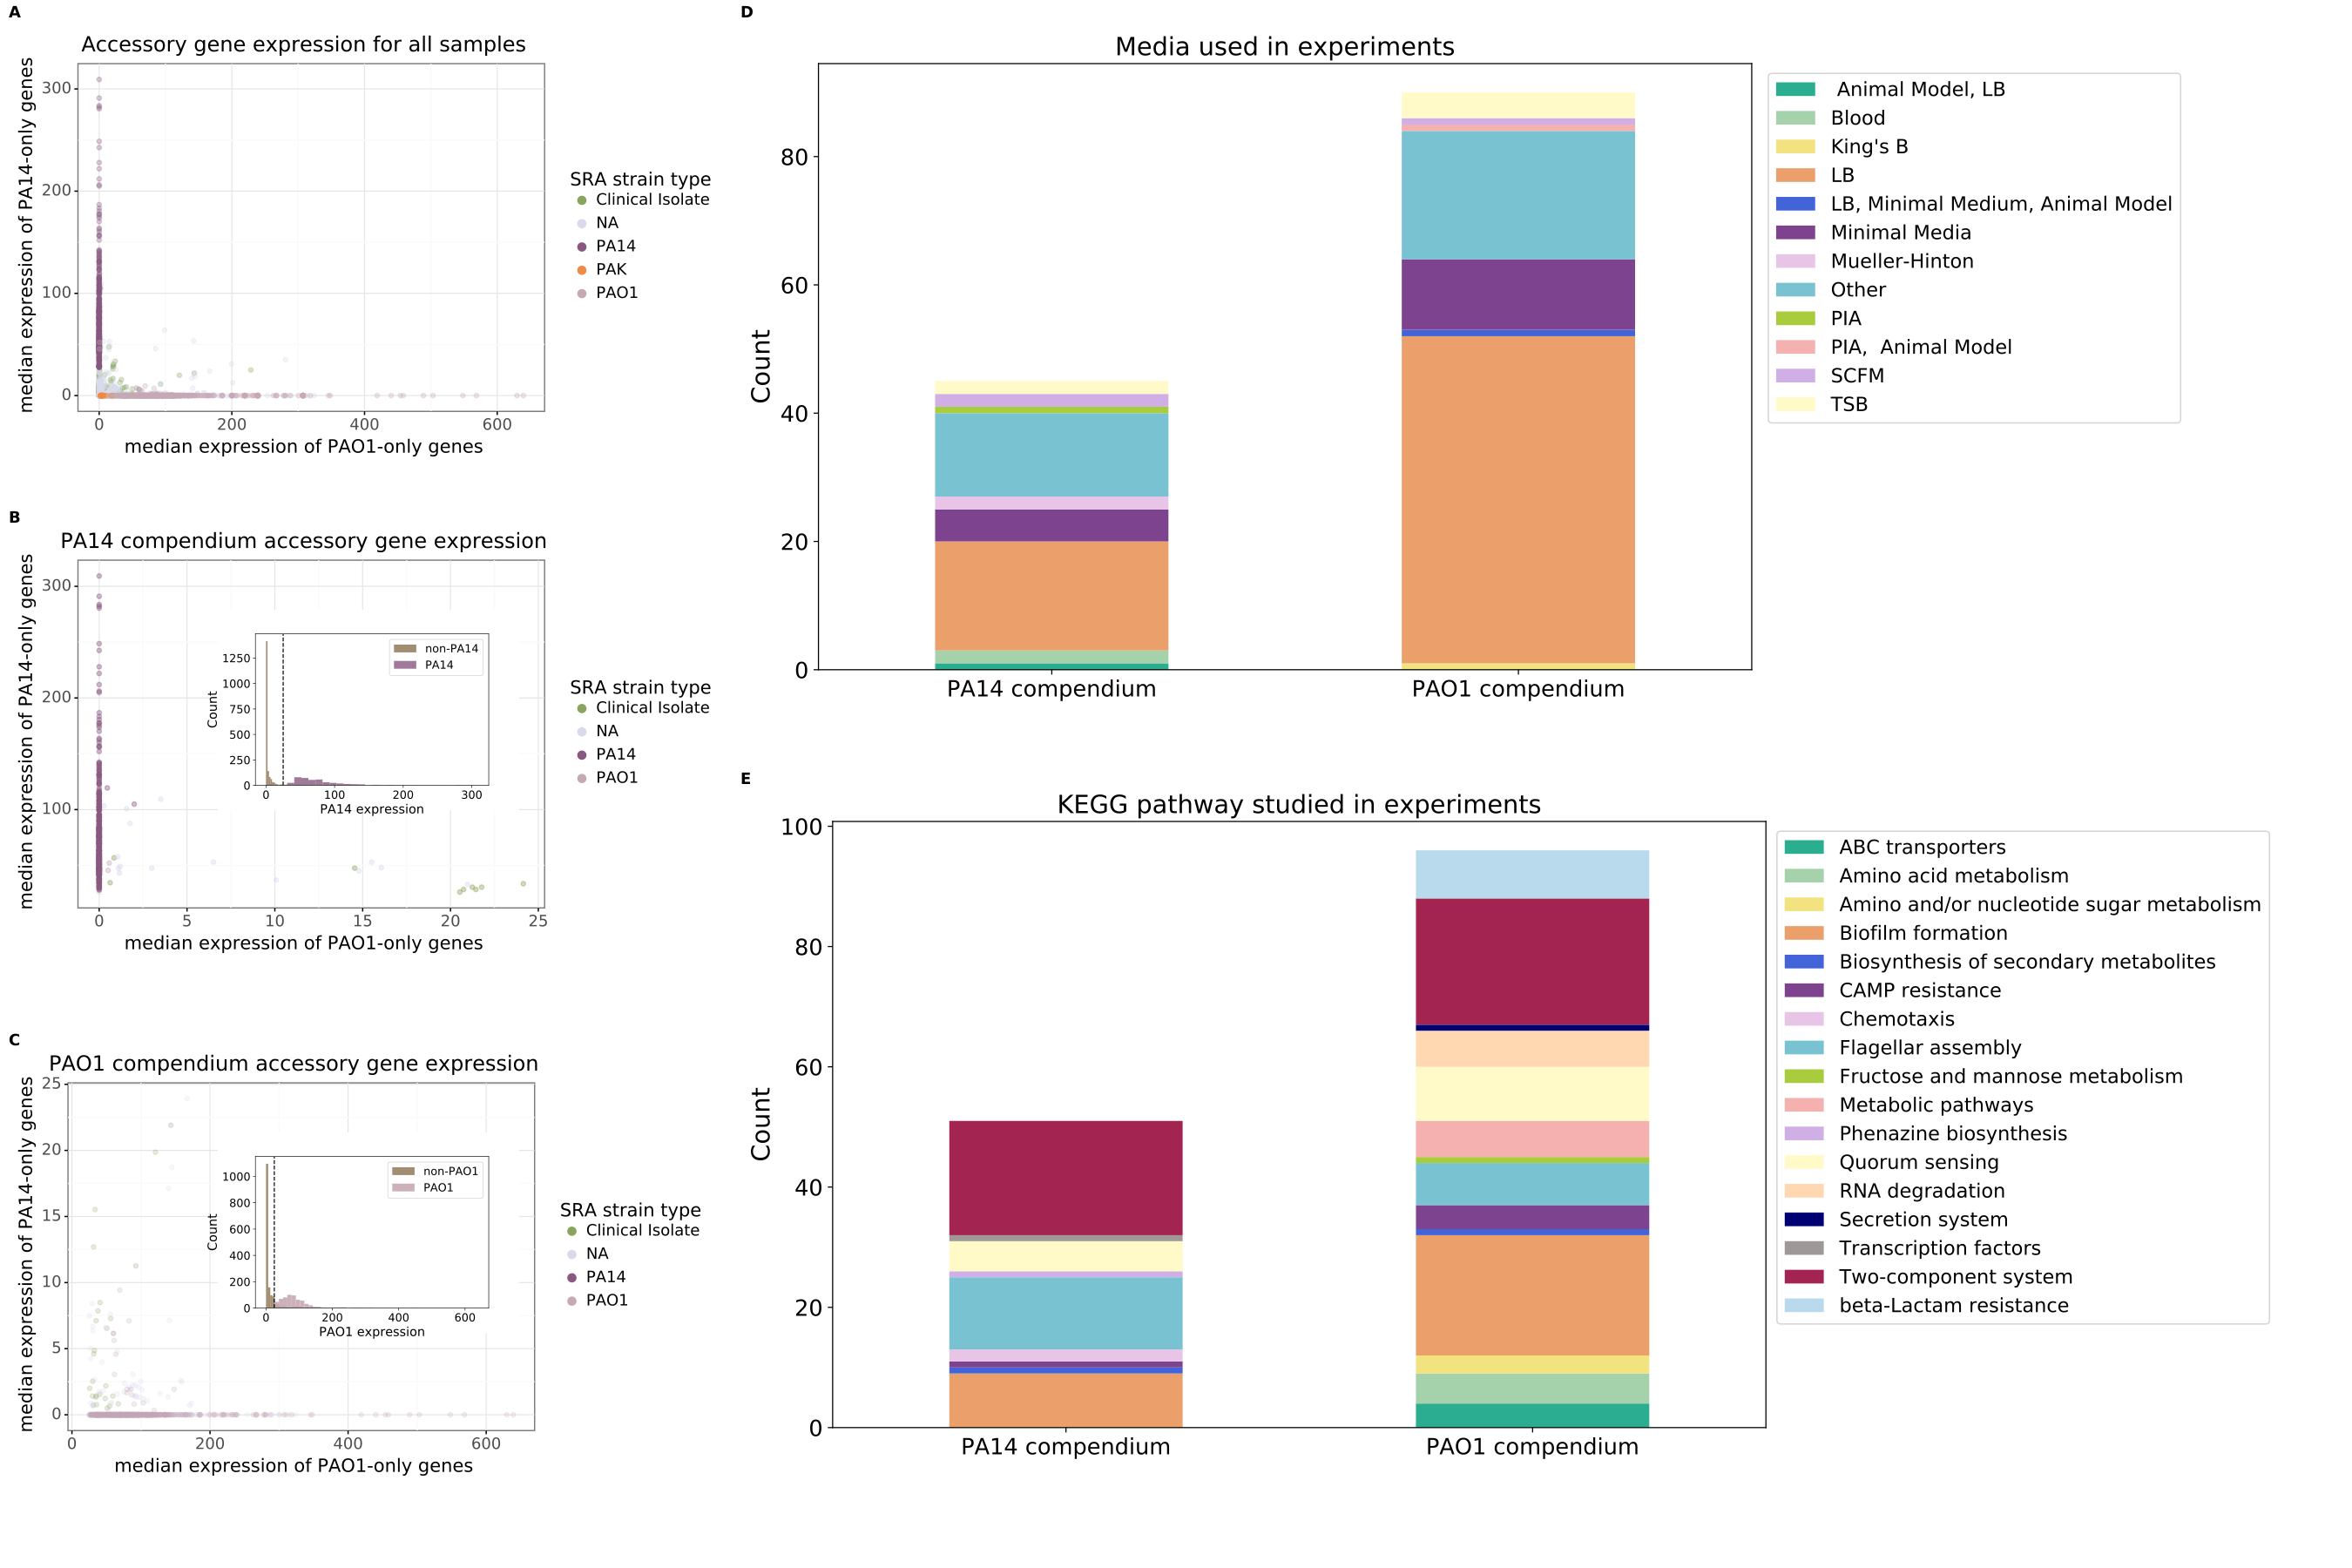 A
Accessory gene expression for all samples
median expression of PA14-only genes
300
200
100
0
0 200 400 600
median expression of PAO1-only genes
SRA strain type
Clinical Isolate
NA
PA14
PAK
PAO1
B
PA14 compendium accessory gene expression
median expression of PA14-only genes
300
200
100
0 5 10 15 20 25
median expression of PAO1-only genes
Count
1250
1000
750
500
250
0
0 100 200 300
PA14 expression
non-PA14
PA14
SRA strain type
Clinical Isolate
NA
PA14
PAO1
C
PAO1 compendium accessory gene expression
median expression of PA14-only genes
25
20
15
10
5
0
0 200 400 600
median expression of PAO1-only genes
Count
1000
800
600
400
200
0
0 200 400 600
PAO1 expression
non-PAO1
PAO1
SRA strain type
Clinical Isolate
NA
PA14
PAO1
D
Media used in experiments
Count
80
60
40
20
0
PA14 compendium PAO1 compendium
Animal Model, LB
Blood
King's B
LB
LB, Minimal Medium, Animal Model
Minimal Media
Mueller-Hinton
Other
PIA
PIA, Animal Model
SCFM
TSB
E
KEGG pathway studied in experiments
Count
100
80
60
40
20
0
PA14 compendium PAO1 compendium
ABC transporters
Amino acid metabolism
Amino and/or nucleotide sugar metabolism
Biofilm formation
Biosynthesis of secondary metabolites
CAMP resistance
Chemotaxis
Flagellar assembly
Fructose and mannose metabolism
Metabolic pathways
Phenazine biosynthesis
Quorum sensing
RNA degradation
Secretion system
Transcription factors
Two-component system
beta-Lactam resistance